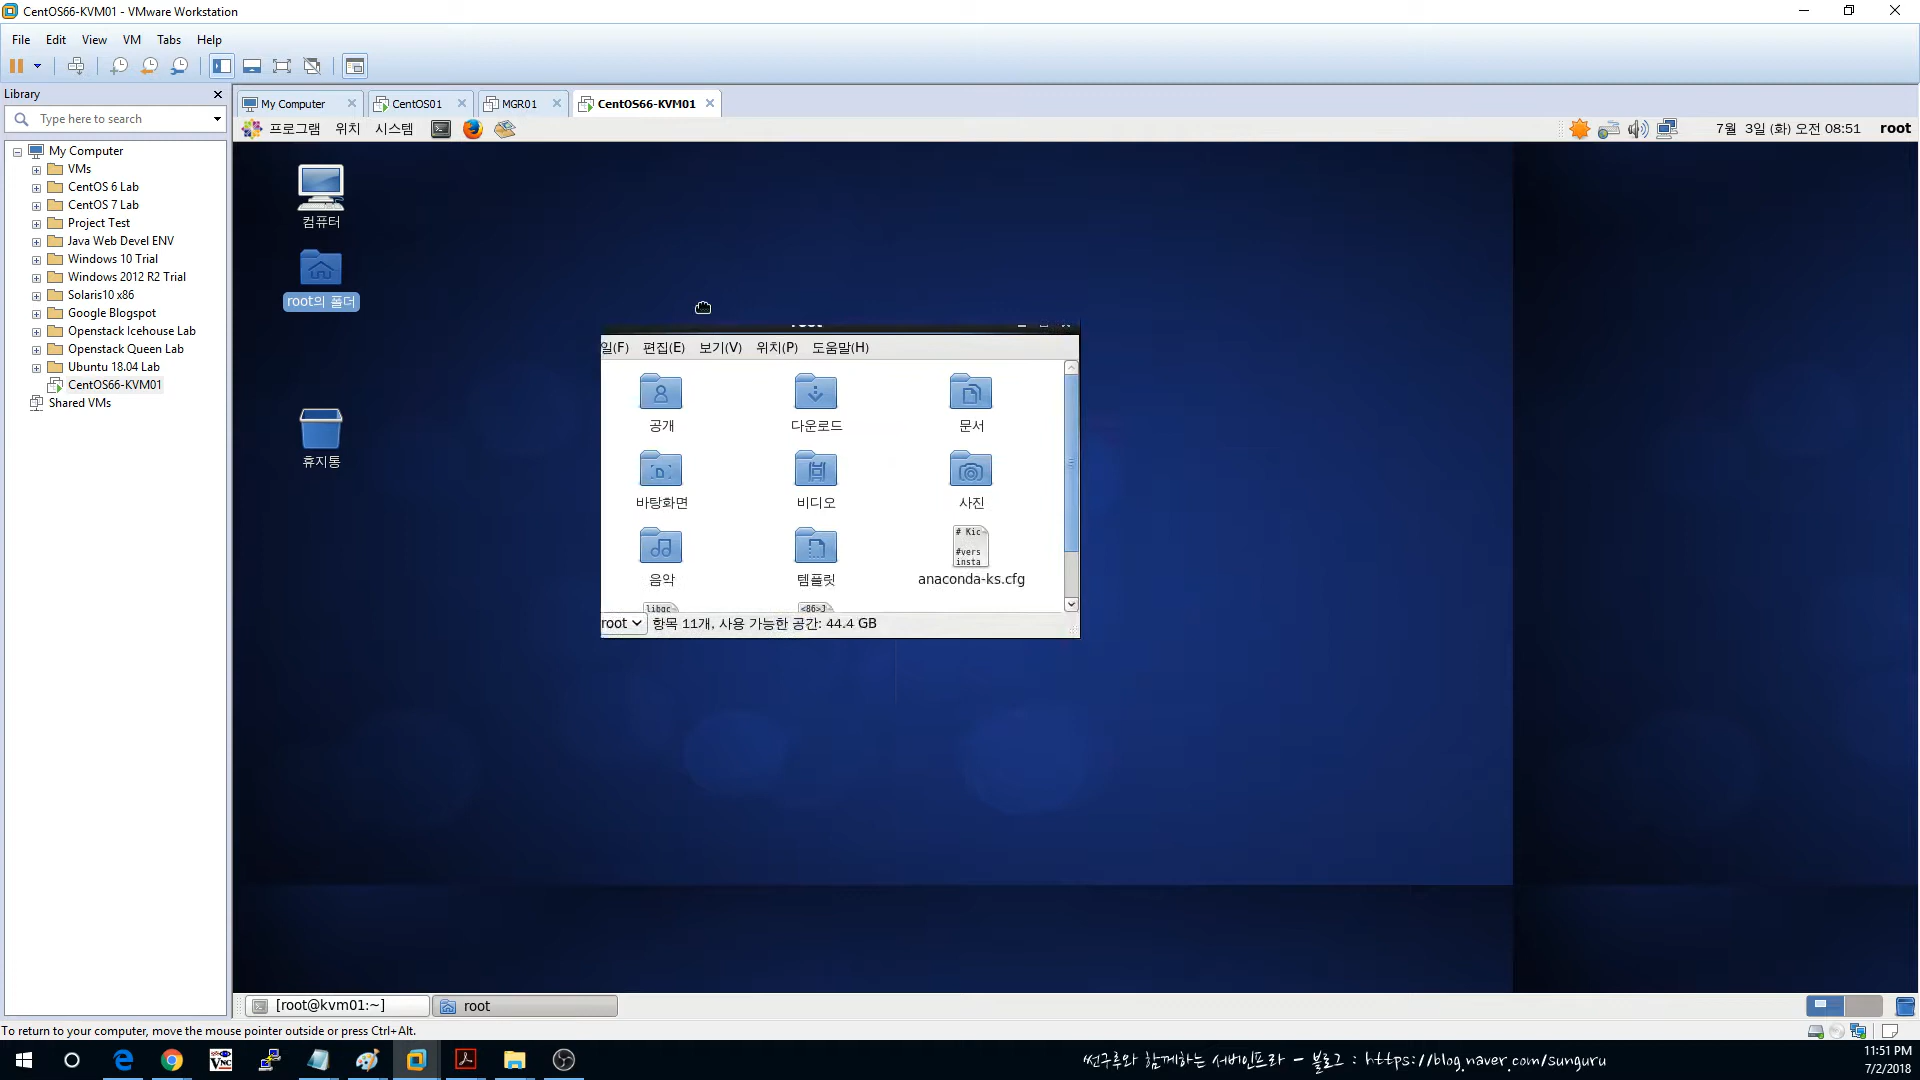 CentOS66-KVM01 - VMware Workstation
File Edit View VM Tabs Help
Library
Type here to search
My Computer
VMs
CentOS 6 Lab
CentOS 7 Lab
Project Test
Java Web Devel ENV
Windows 10 Trial
Windows 2012 R2 Trial
Solaris10 x86
Google Blogspot
Openstack Icehouse Lab
Openstack Queen Lab
Ubuntu 18.04 Lab
CentOS66-KVM01
Shared VMs
My Computer CentOS01 MGR01 CentOS66-KVM01
프로그램 위치 시스템 7월 3일 (화) 오전 08:51 root
컴퓨터
root의 폴더
휴지통
root
일(F) 편집(E) 보기(V) 위치(P) 도움말(H)
공개 다운로드 문서
바탕화면 비디오 사진
# Kic
#vers
insta
음악 템플릿 anaconda-ks.cfg
libgc <86>J
root 항목 11개, 사용 가능한 공간: 44.4 GB
[root@kvm01:~] root
To return to your computer, move the mouse pointer outside or press Ctrl+Alt.
썬구루와 함께하는 서버인프라 - 블로그 : https://blog.naver.com/sunguru
11:51 PM
7/2/2018